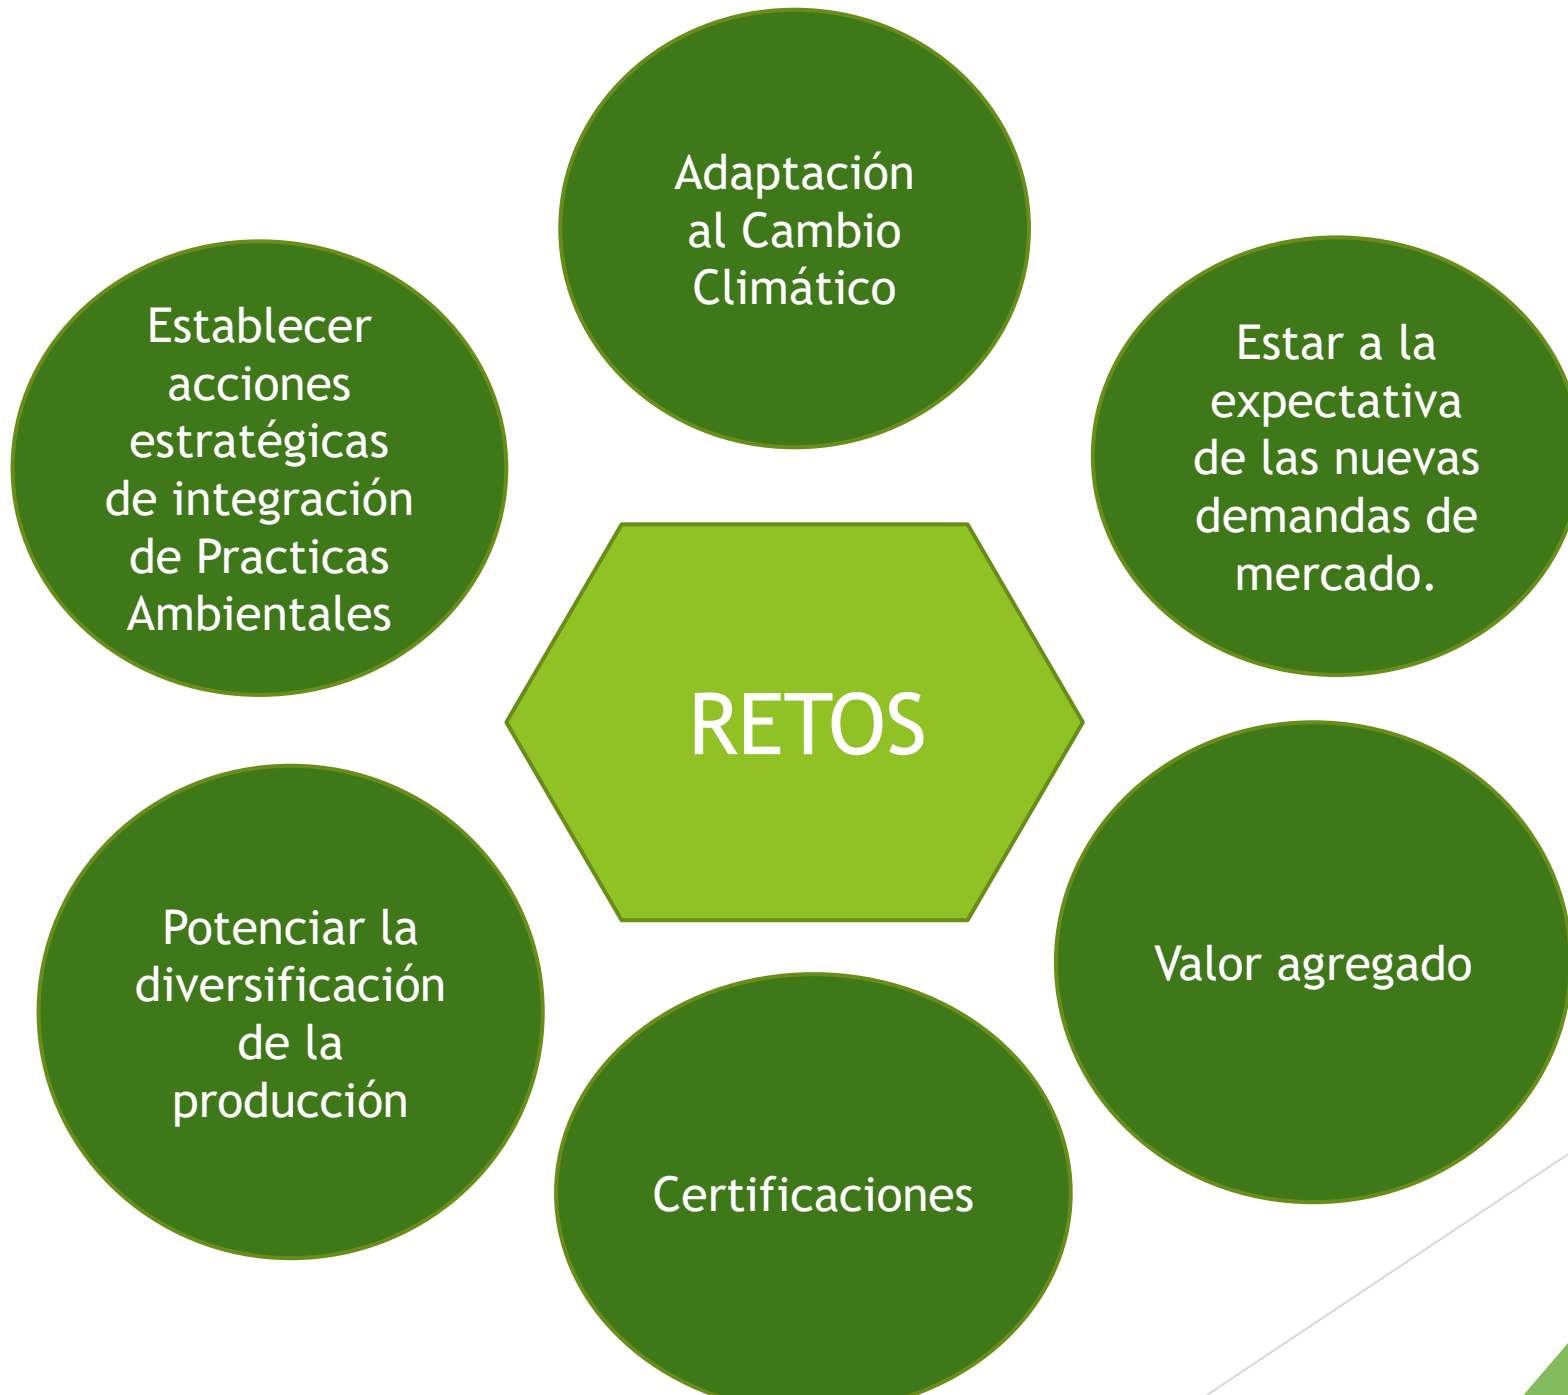 Adaptación
al Cambio
Climático
Estar a la
expectativa
de las nuevas
demandas de
mercado.
Valor agregado
Certificaciones
Potenciar la
diversificación
de la
producción
Establecer
acciones
estratégicas
de integración
de Practicas
Ambientales
RETOS